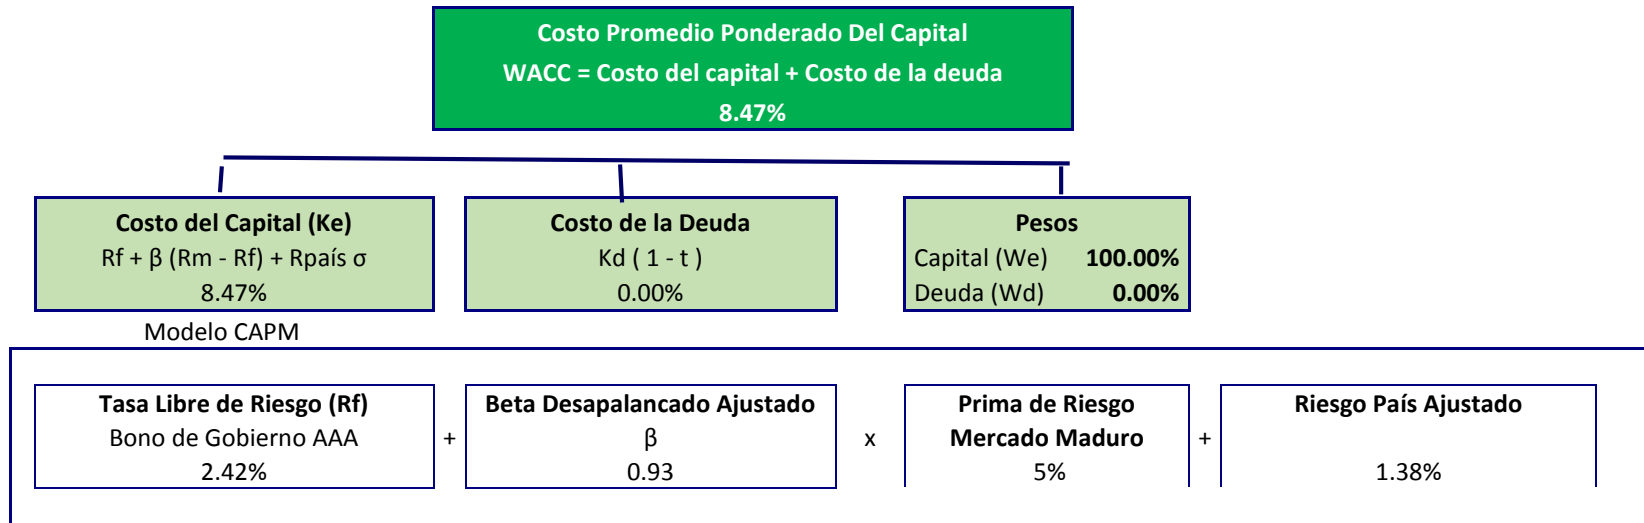 Costo Promedio Ponderado Del Capital
WACC = Costo del capital + Costo de la deuda
8.47%
Costo del Capital (Ke)
Rf + β (Rm - Rf) + Rpaís σ
8.47%
Costo de la Deuda
Kd ( 1 - t )
0.00%
Pesos
Capital (We) 100.00%
Deuda (Wd) 0.00%
Modelo CAPM
Tasa Libre de Riesgo (Rf)
Bono de Gobierno AAA
2.42%
+
Beta Desapalancado Ajustado
β
0.93
x
Prima de Riesgo
Mercado Maduro
5%
+
Riesgo País Ajustado
1.38%